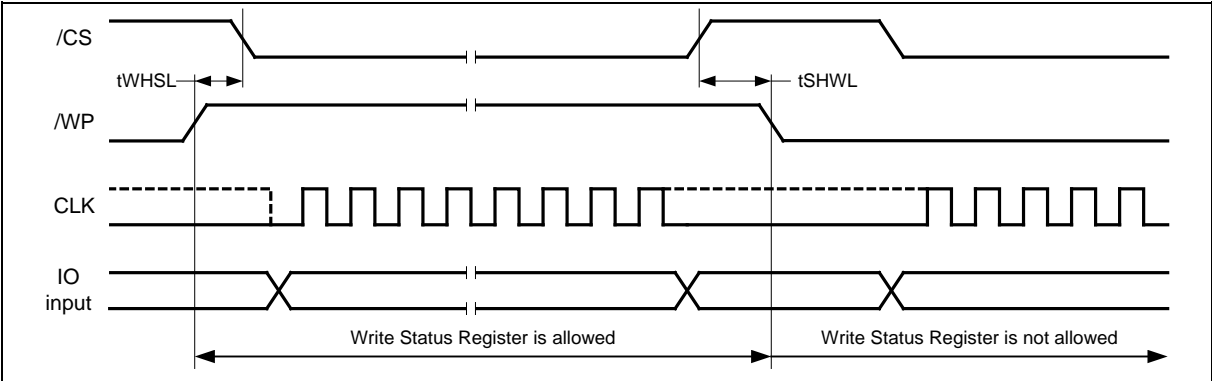 /CS
tWHSL
tSHWL
/WP
CLK
IO
input
Write Status Register is allowed
Write Status Register is not allowed